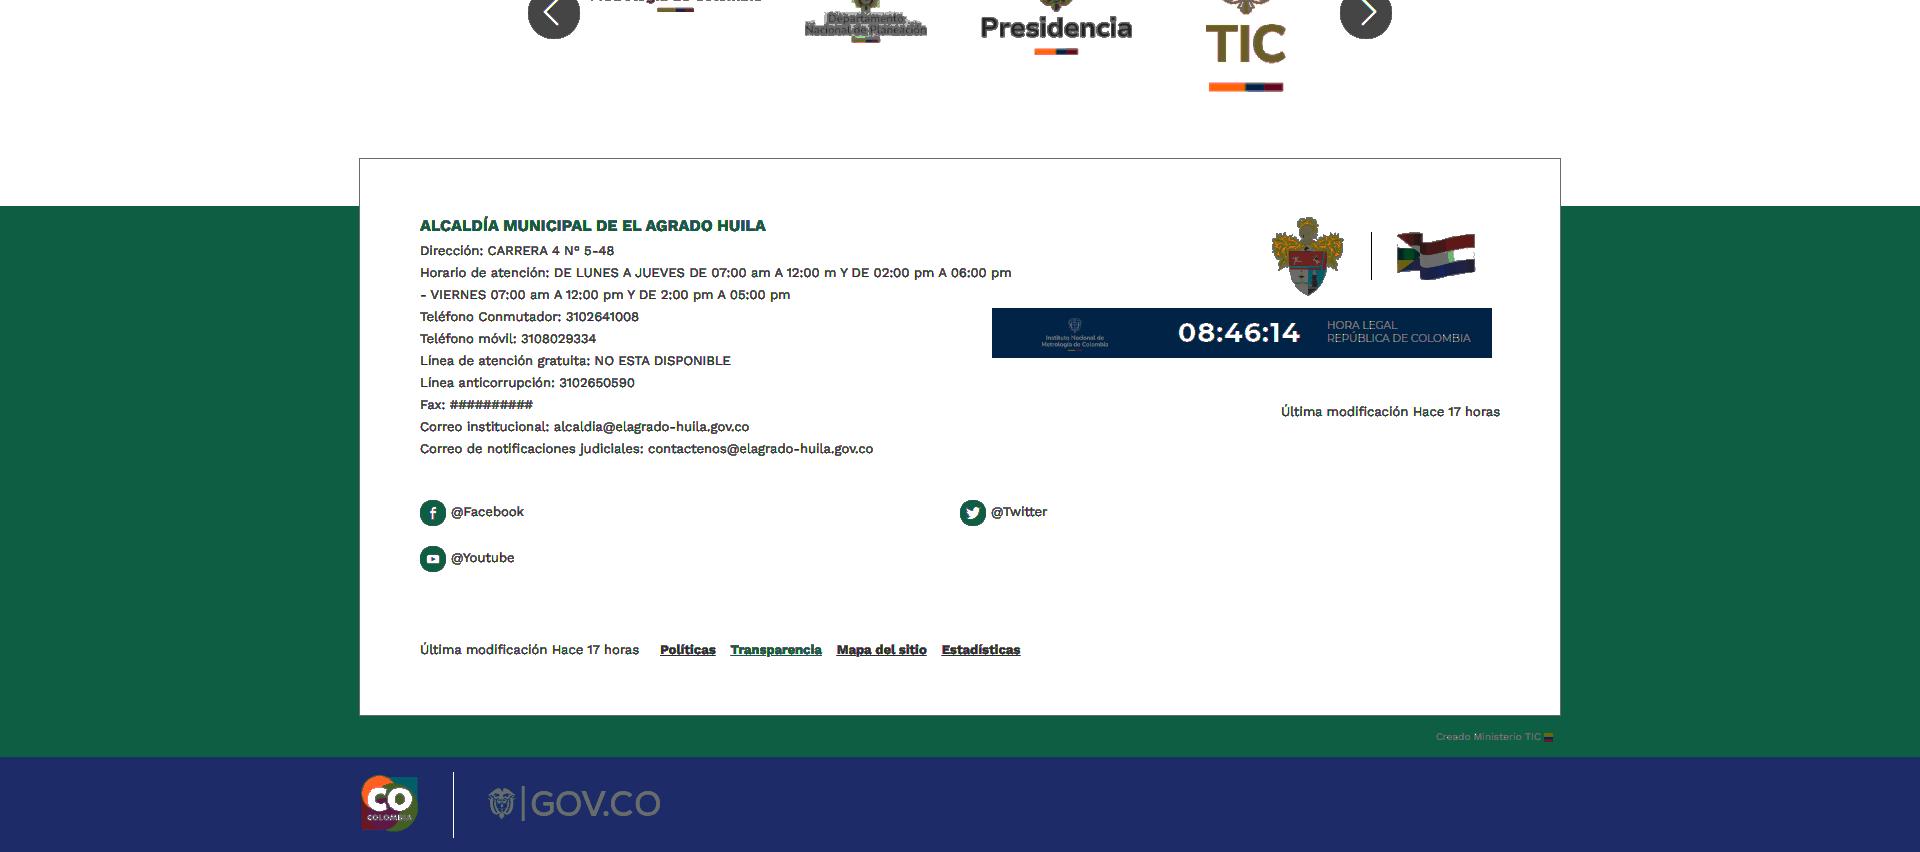 Departamento
Nacional de Planeación
Presidencia
TIC
ALCALDÍA MUNICIPAL DE EL AGRADO HUILA
Dirección: CARRERA 4 Nº 5-48
Horario de atención: DE LUNES A JUEVES DE 07:00 am A 12:00 m Y DE 02:00 pm A 06:00 pm
- VIERNES 07:00 am A 12:00 pm Y DE 2:00 pm A 05:00 pm
Teléfono Conmutador: 3102641008
Teléfono móvil: 3108029334
Línea de atención gratuita: NO ESTA DISPONIBLE
Línea anticorrupción: 3102650590
Fax: ##########
Correo institucional: alcaldia@elagrado-huila.gov.co
Correo de notificaciones judiciales: contactenos@elagrado-huila.gov.co
Instituto Nacional de
Metrología de Colombia
08:46:14
HORA LEGAL
REPÚBLICA DE COLOMBIA
Última modificación Hace 17 horas
@Facebook
@Twitter
@Youtube
Última modificación Hace 17 horas Políticas Transparencia Mapa del sitio Estadísticas
Creado Ministerio TIC
CO
COLOMBIA
GOV.CO